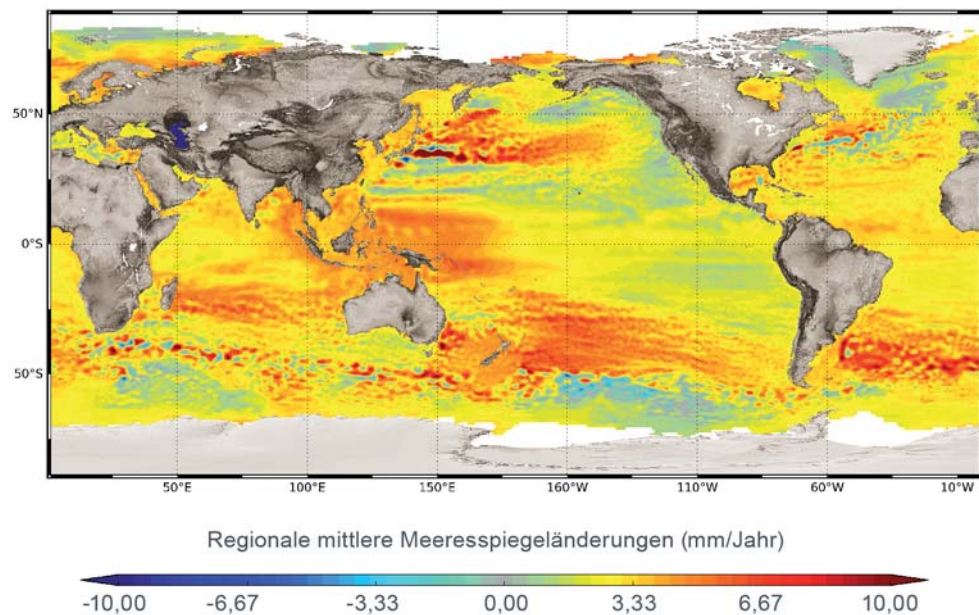 50°N
0°S
50°S
50°E 100°E 150°E 160°W 110°W 60°W 10°W
Regionale mittlere Meeresspiegeländerungen (mm/Jahr)
-10,00 -6,67 -3,33 0,00 3,33 6,67 10,00